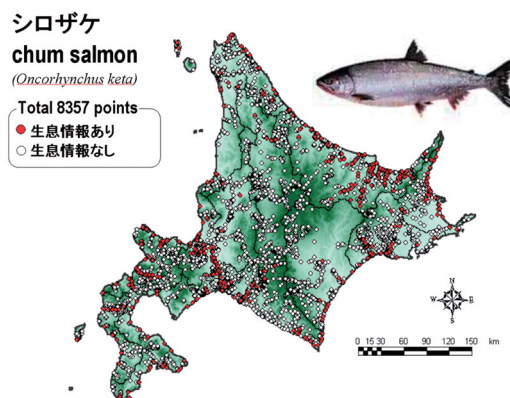 シロザケ
chum salmon
(Oncorhynchus keta)
Total 8357 points
生息情報あり
生息情報なし
N
W E
S
0 15 30 60 90 120 150 km